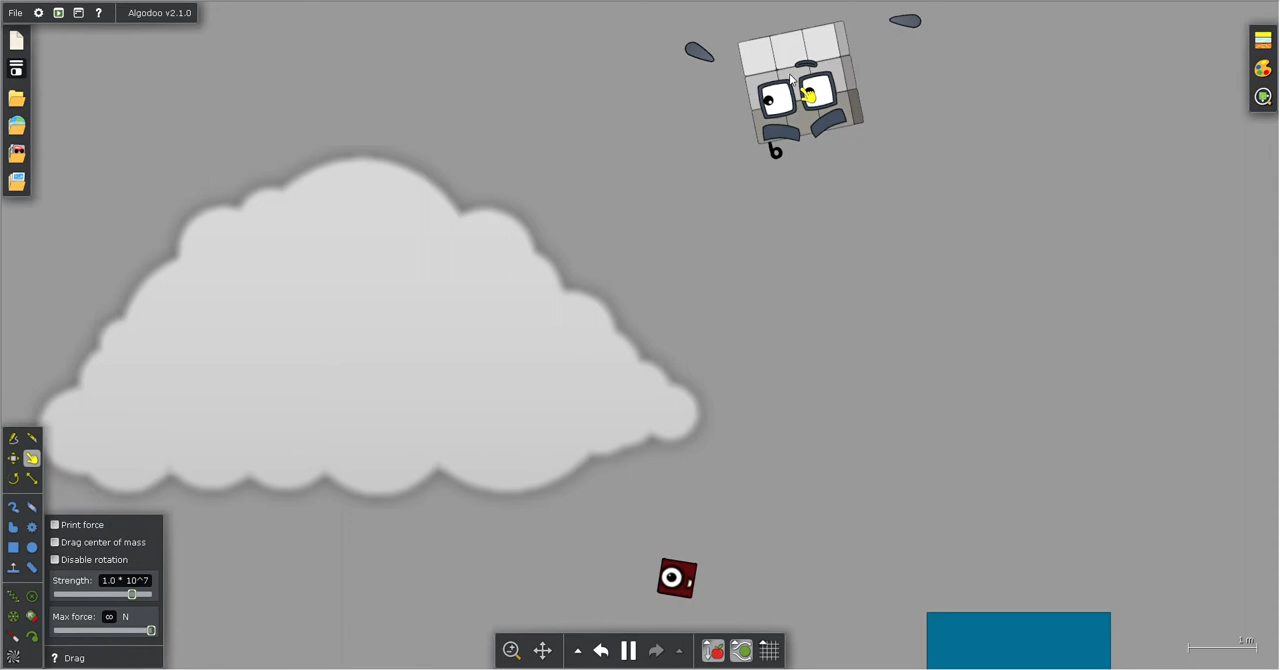 File ? Algodoo v2.1.0
9
Print force
Drag center of mass
Disable rotation
Strength: 1.0 * 10^7
Max force: ∞ N
Drag
1 m